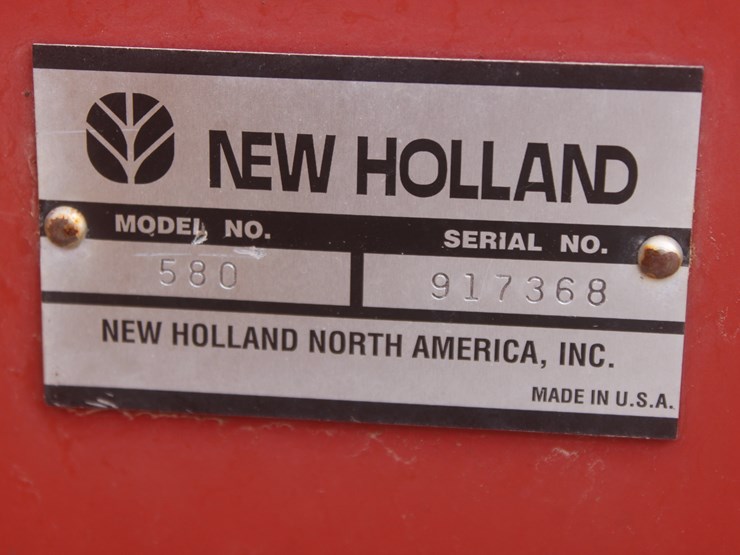 NEW HOLLAND
MODEL NO.
SERIAL NO.
580
917368
NEW HOLLAND NORTH AMERICA, INC.
MADE IN U.S.A.